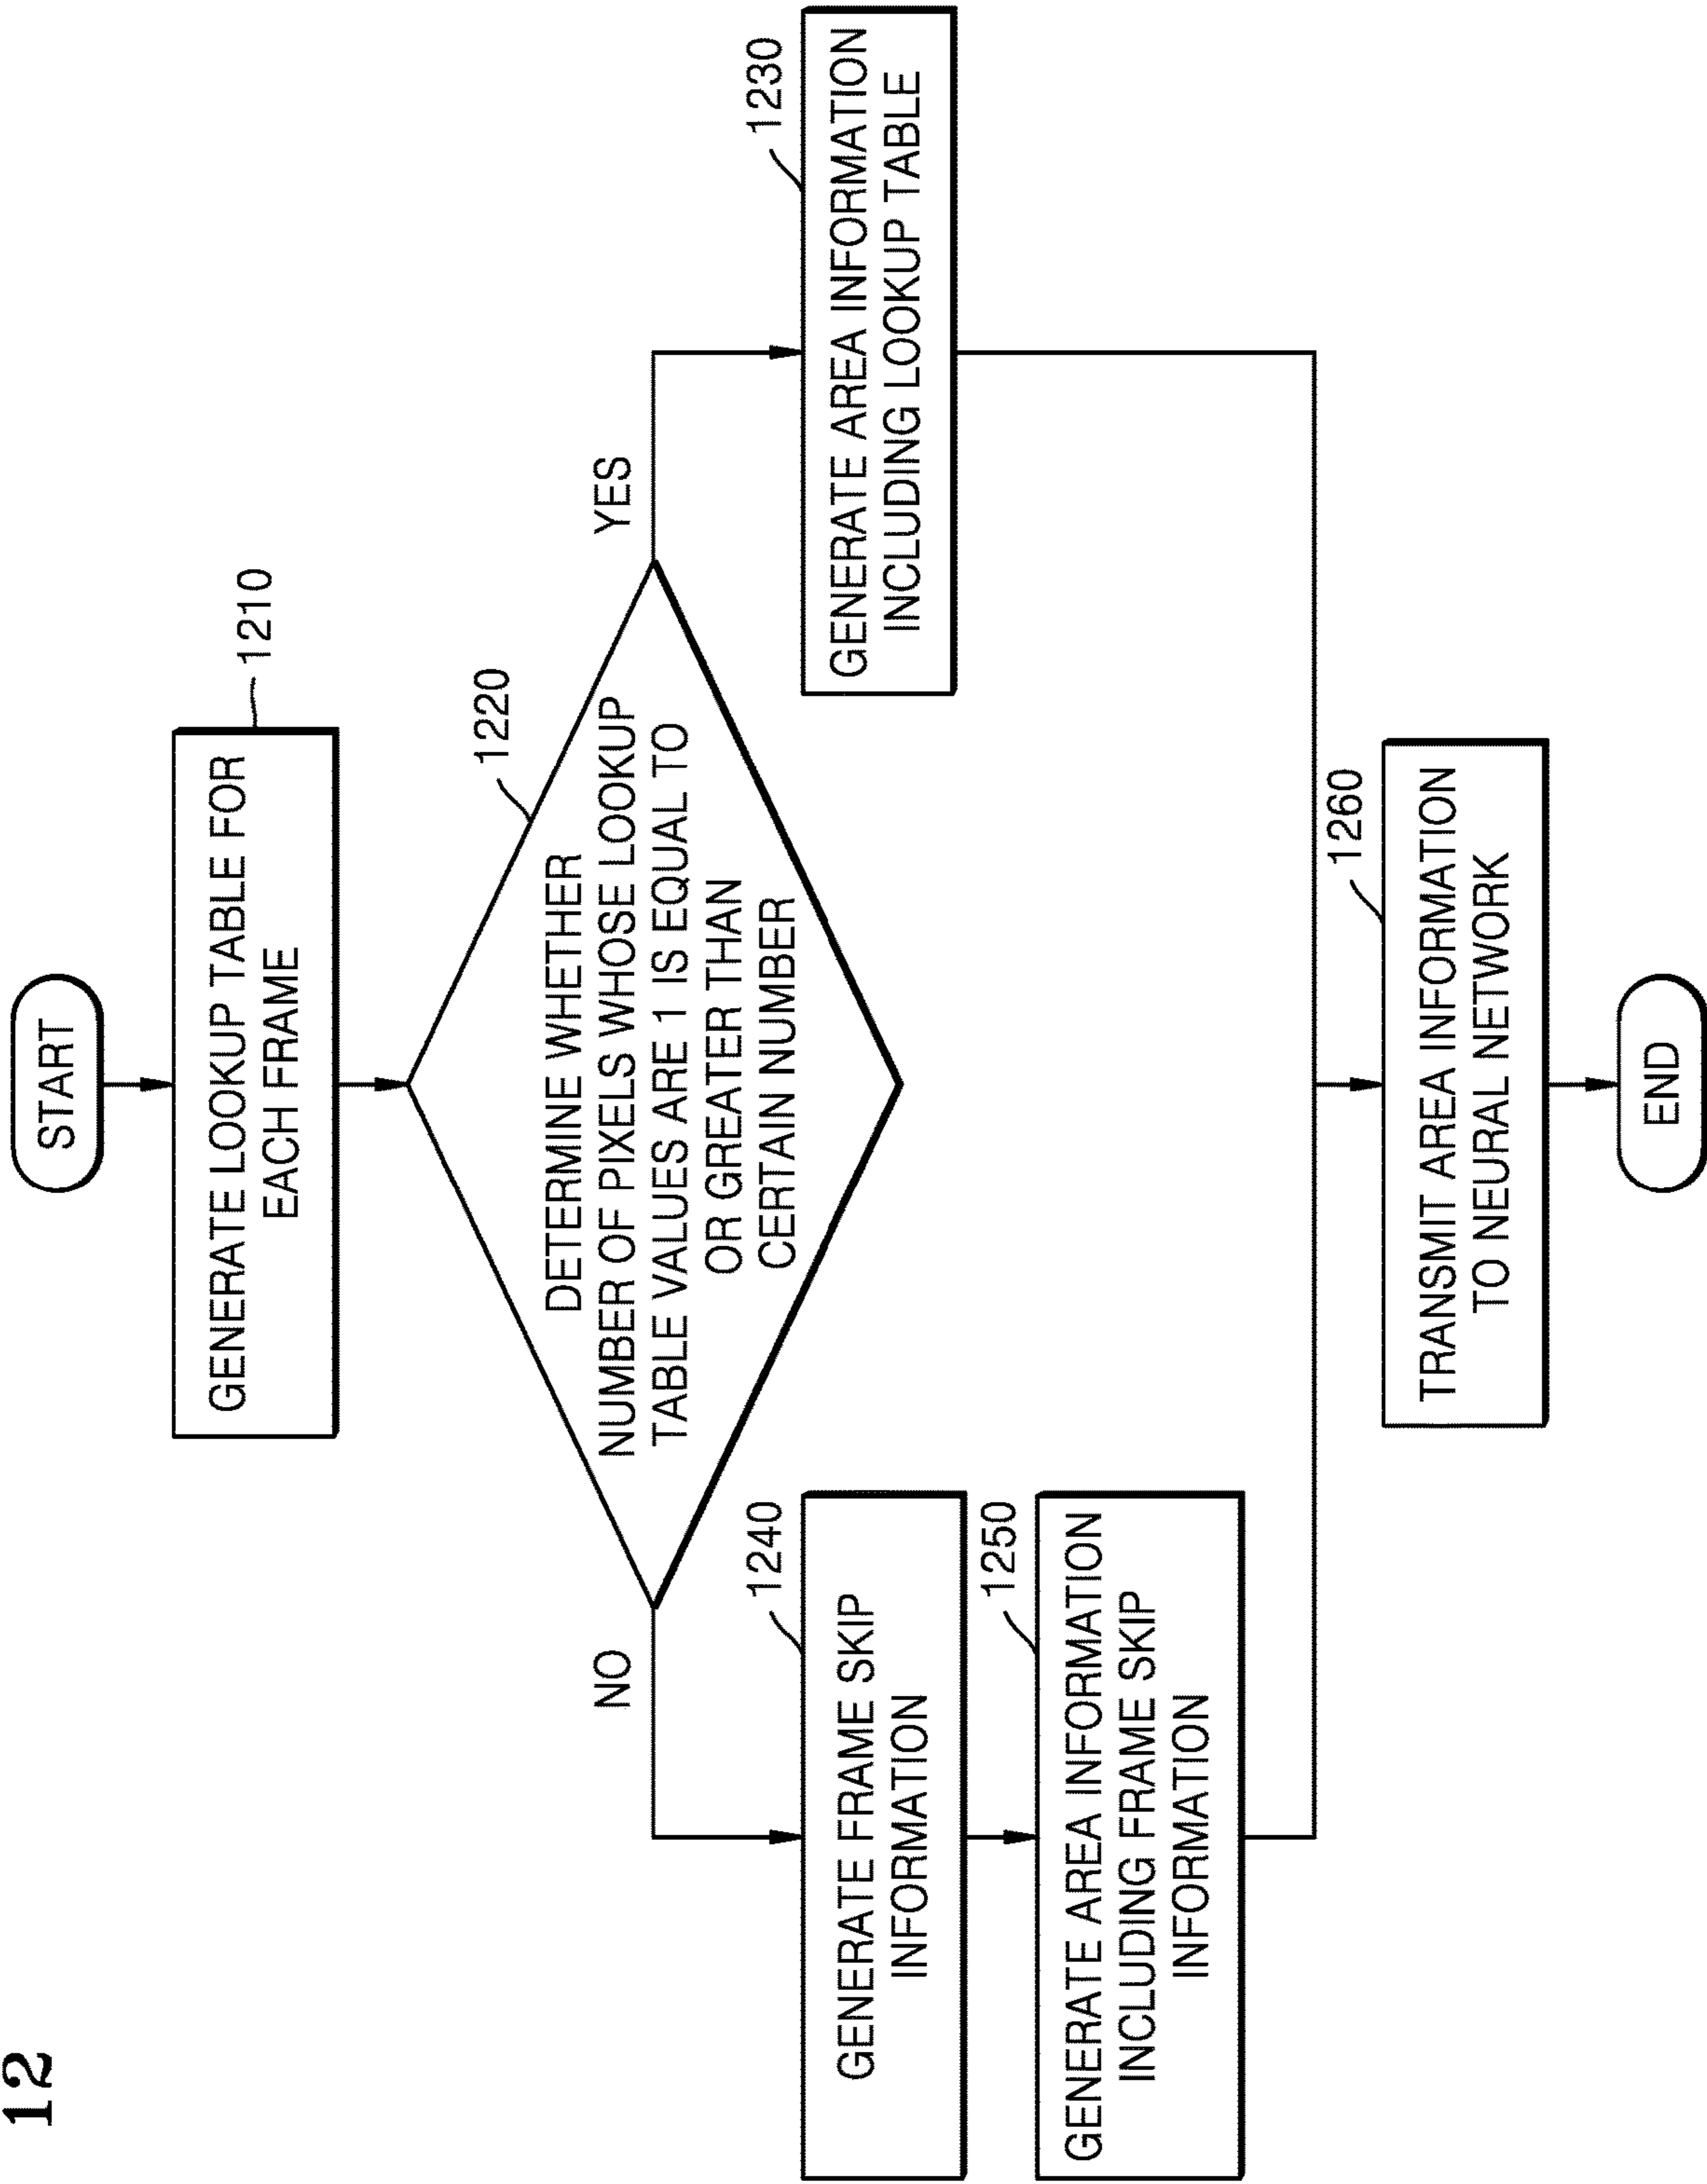 12
START
GENERATE LOOKUP TABLE FOR
EACH FRAME
1210
1220
DETERMINE WHETHER
NUMBER OF PIXELS WHOSE LOOKUP
TABLE VALUES ARE 1 IS EQUAL TO
OR GREATER THAN
CERTAIN NUMBER
NO
YES
1240
GENERATE FRAME SKIP
INFORMATION
1230
GENERATE AREA INFORMATION
INCLUDING LOOKUP TABLE
1250
GENERATE AREA INFORMATION
INCLUDING FRAME SKIP
INFORMATION
1260
TRANSMIT AREA INFORMATION
TO NEURAL NETWORK
END